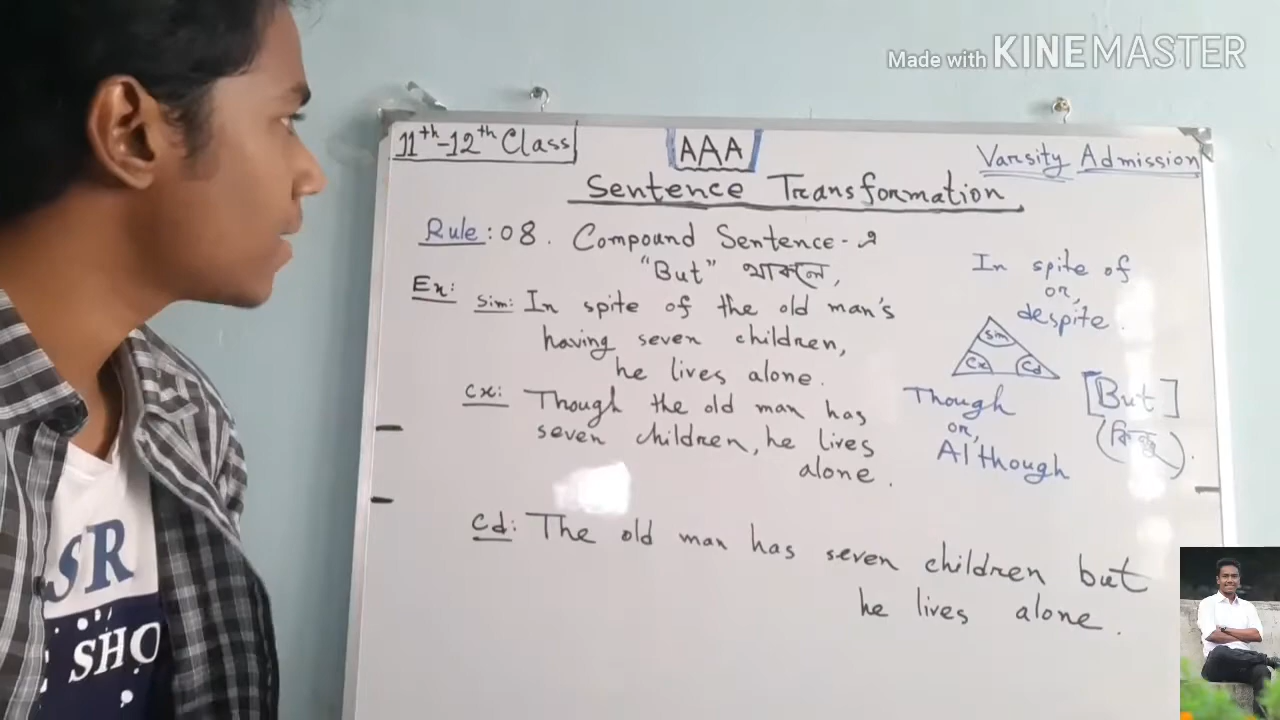 Made with KINEMASTER
11th-12th Class
AAA
Varsity Admission
Sentence Transformation
Rule: 08. Compound Sentence-এ
"But" থাকলে,
Ex:
Sim: In spite of the old man's
having seven children,
he lives alone.
Cx: Though the old man has
seven children, he lives
alone.
Cd: The old man has seven children but
he lives alone.
In spite of
or,
despite.
Sim
Cx
Cd
Though
or,
Although
[But]
(কিন্তু).
SR
SHO